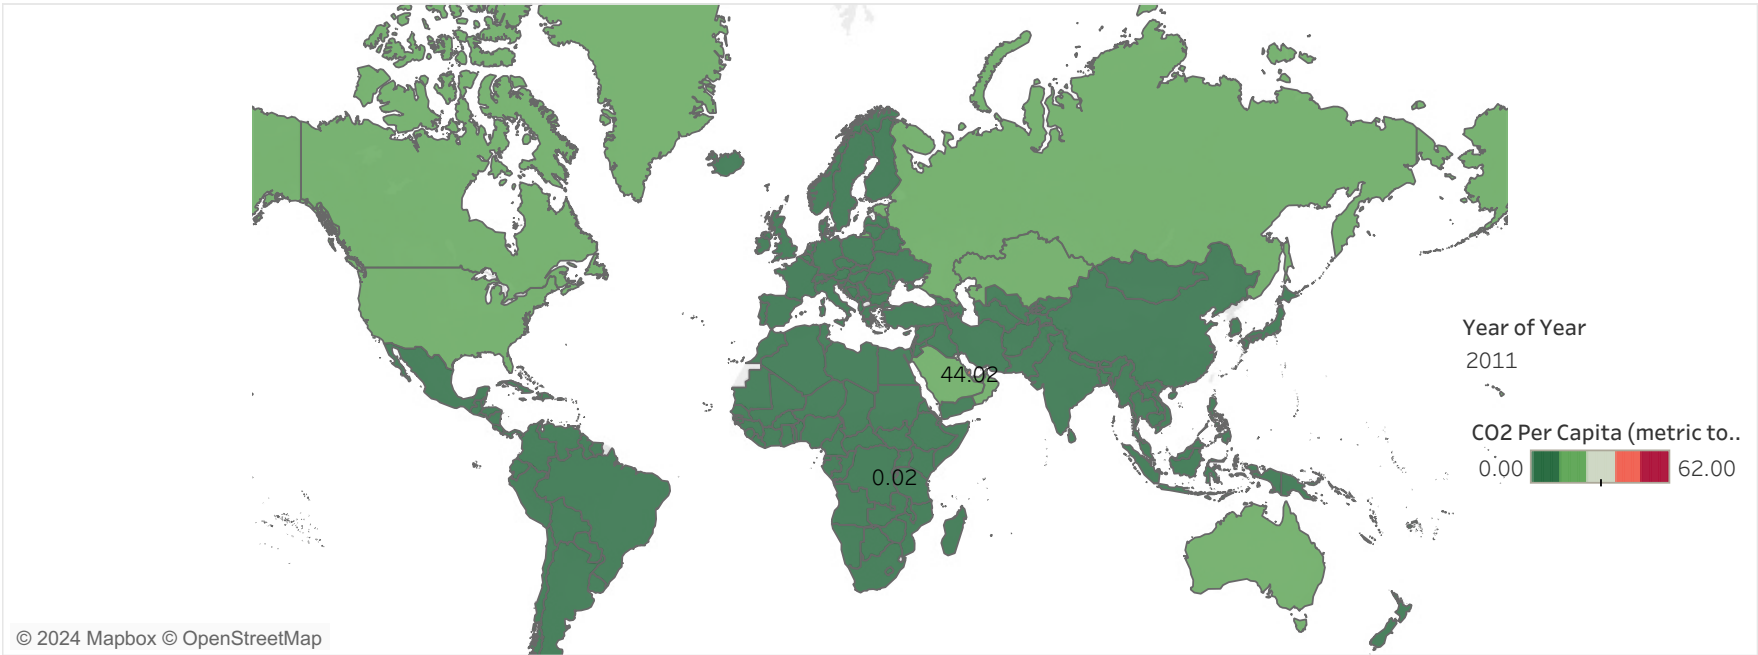 44.02
0.02
Year of Year
2011
CO2 Per Capita (metric to..
0.00 62.00
© 2024 Mapbox © OpenStreetMap